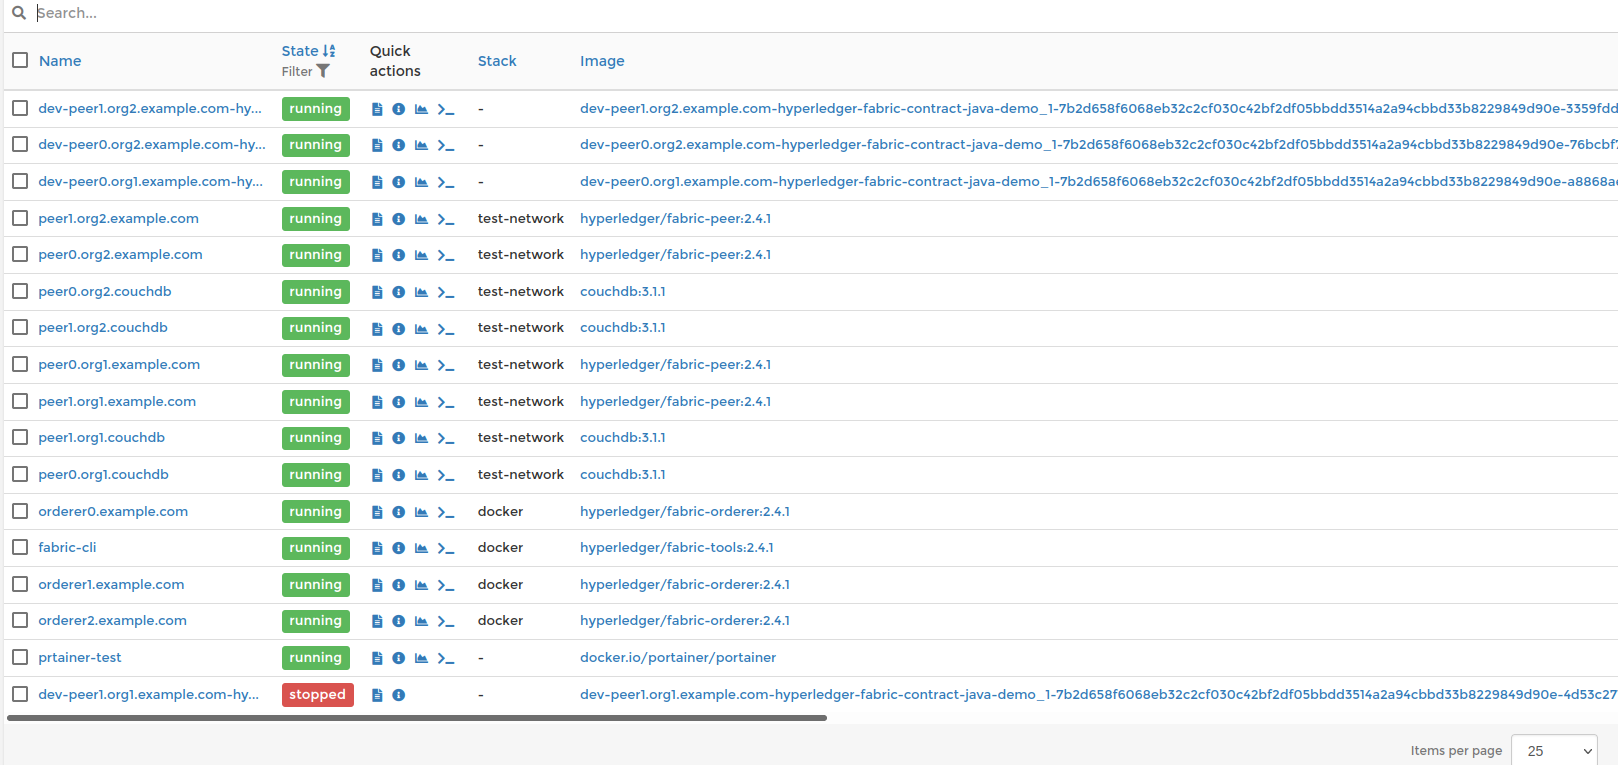 Search...
Name State Quick actions Stack Image
Filter
dev-peer1.org2.example.com-hy... running - dev-peer1.org2.example.com-hyperledger-fabric-contract-java-demo_1-7b2d658f6068eb32c2cf030c42bf2df05bbdd3514a2a94cbbd33b8229849d90e-3359fdd
dev-peer0.org2.example.com-hy... running - dev-peer0.org2.example.com-hyperledger-fabric-contract-java-demo_1-7b2d658f6068eb32c2cf030c42bf2df05bbdd3514a2a94cbbd33b8229849d90e-76bcbf7
dev-peer0.org1.example.com-hy... running - dev-peer0.org1.example.com-hyperledger-fabric-contract-java-demo_1-7b2d658f6068eb32c2cf030c42bf2df05bbdd3514a2a94cbbd33b8229849d90e-a8868ae
peer1.org2.example.com running test-network hyperledger/fabric-peer:2.4.1
peer0.org2.example.com running test-network hyperledger/fabric-peer:2.4.1
peer0.org2.couchdb running test-network couchdb:3.1.1
peer1.org2.couchdb running test-network couchdb:3.1.1
peer0.org1.example.com running test-network hyperledger/fabric-peer:2.4.1
peer1.org1.example.com running test-network hyperledger/fabric-peer:2.4.1
peer1.org1.couchdb running test-network couchdb:3.1.1
peer0.org1.couchdb running test-network couchdb:3.1.1
orderer0.example.com running docker hyperledger/fabric-orderer:2.4.1
fabric-cli running docker hyperledger/fabric-tools:2.4.1
orderer1.example.com running docker hyperledger/fabric-orderer:2.4.1
orderer2.example.com running docker hyperledger/fabric-orderer:2.4.1
prtainer-test running - docker.io/portainer/portainer
dev-peer1.org1.example.com-hy... stopped - dev-peer1.org1.example.com-hyperledger-fabric-contract-java-demo_1-7b2d658f6068eb32c2cf030c42bf2df05bbdd3514a2a94cbbd33b8229849d90e-4d53c27
Items per page 25